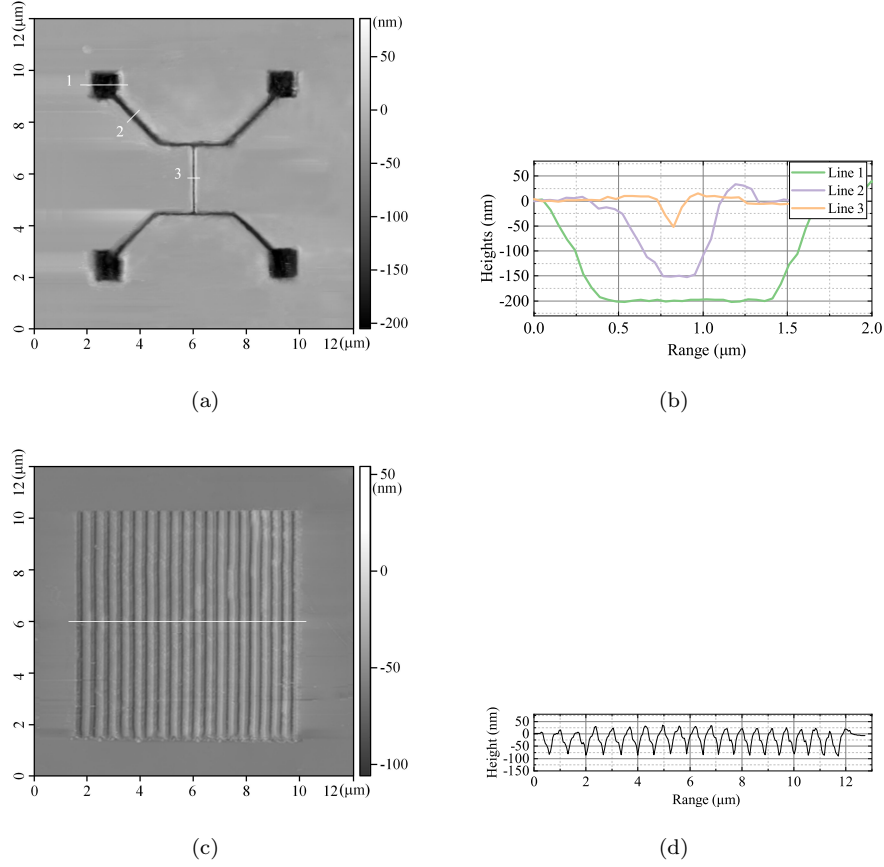 12 (μm)
10
8
6
4
2
0
0 2 4 6 8 10 12 (μm)
(nm)
50
0
-50
-100
-150
-200
1
2
3
(a)
Heights (nm)
50
0
-50
-100
-150
-200
0.0 0.5 1.0 1.5 2.0
Range (μm)
Line 1
Line 2
Line 3
(b)
12 (μm)
10
8
6
4
2
0
0 2 4 6 8 10 12 (μm)
50
(nm)
0
-50
-100
(c)
Height (nm)
50
0
-50
-100
-150
0 2 4 6 8 10 12
Range (μm)
(d)